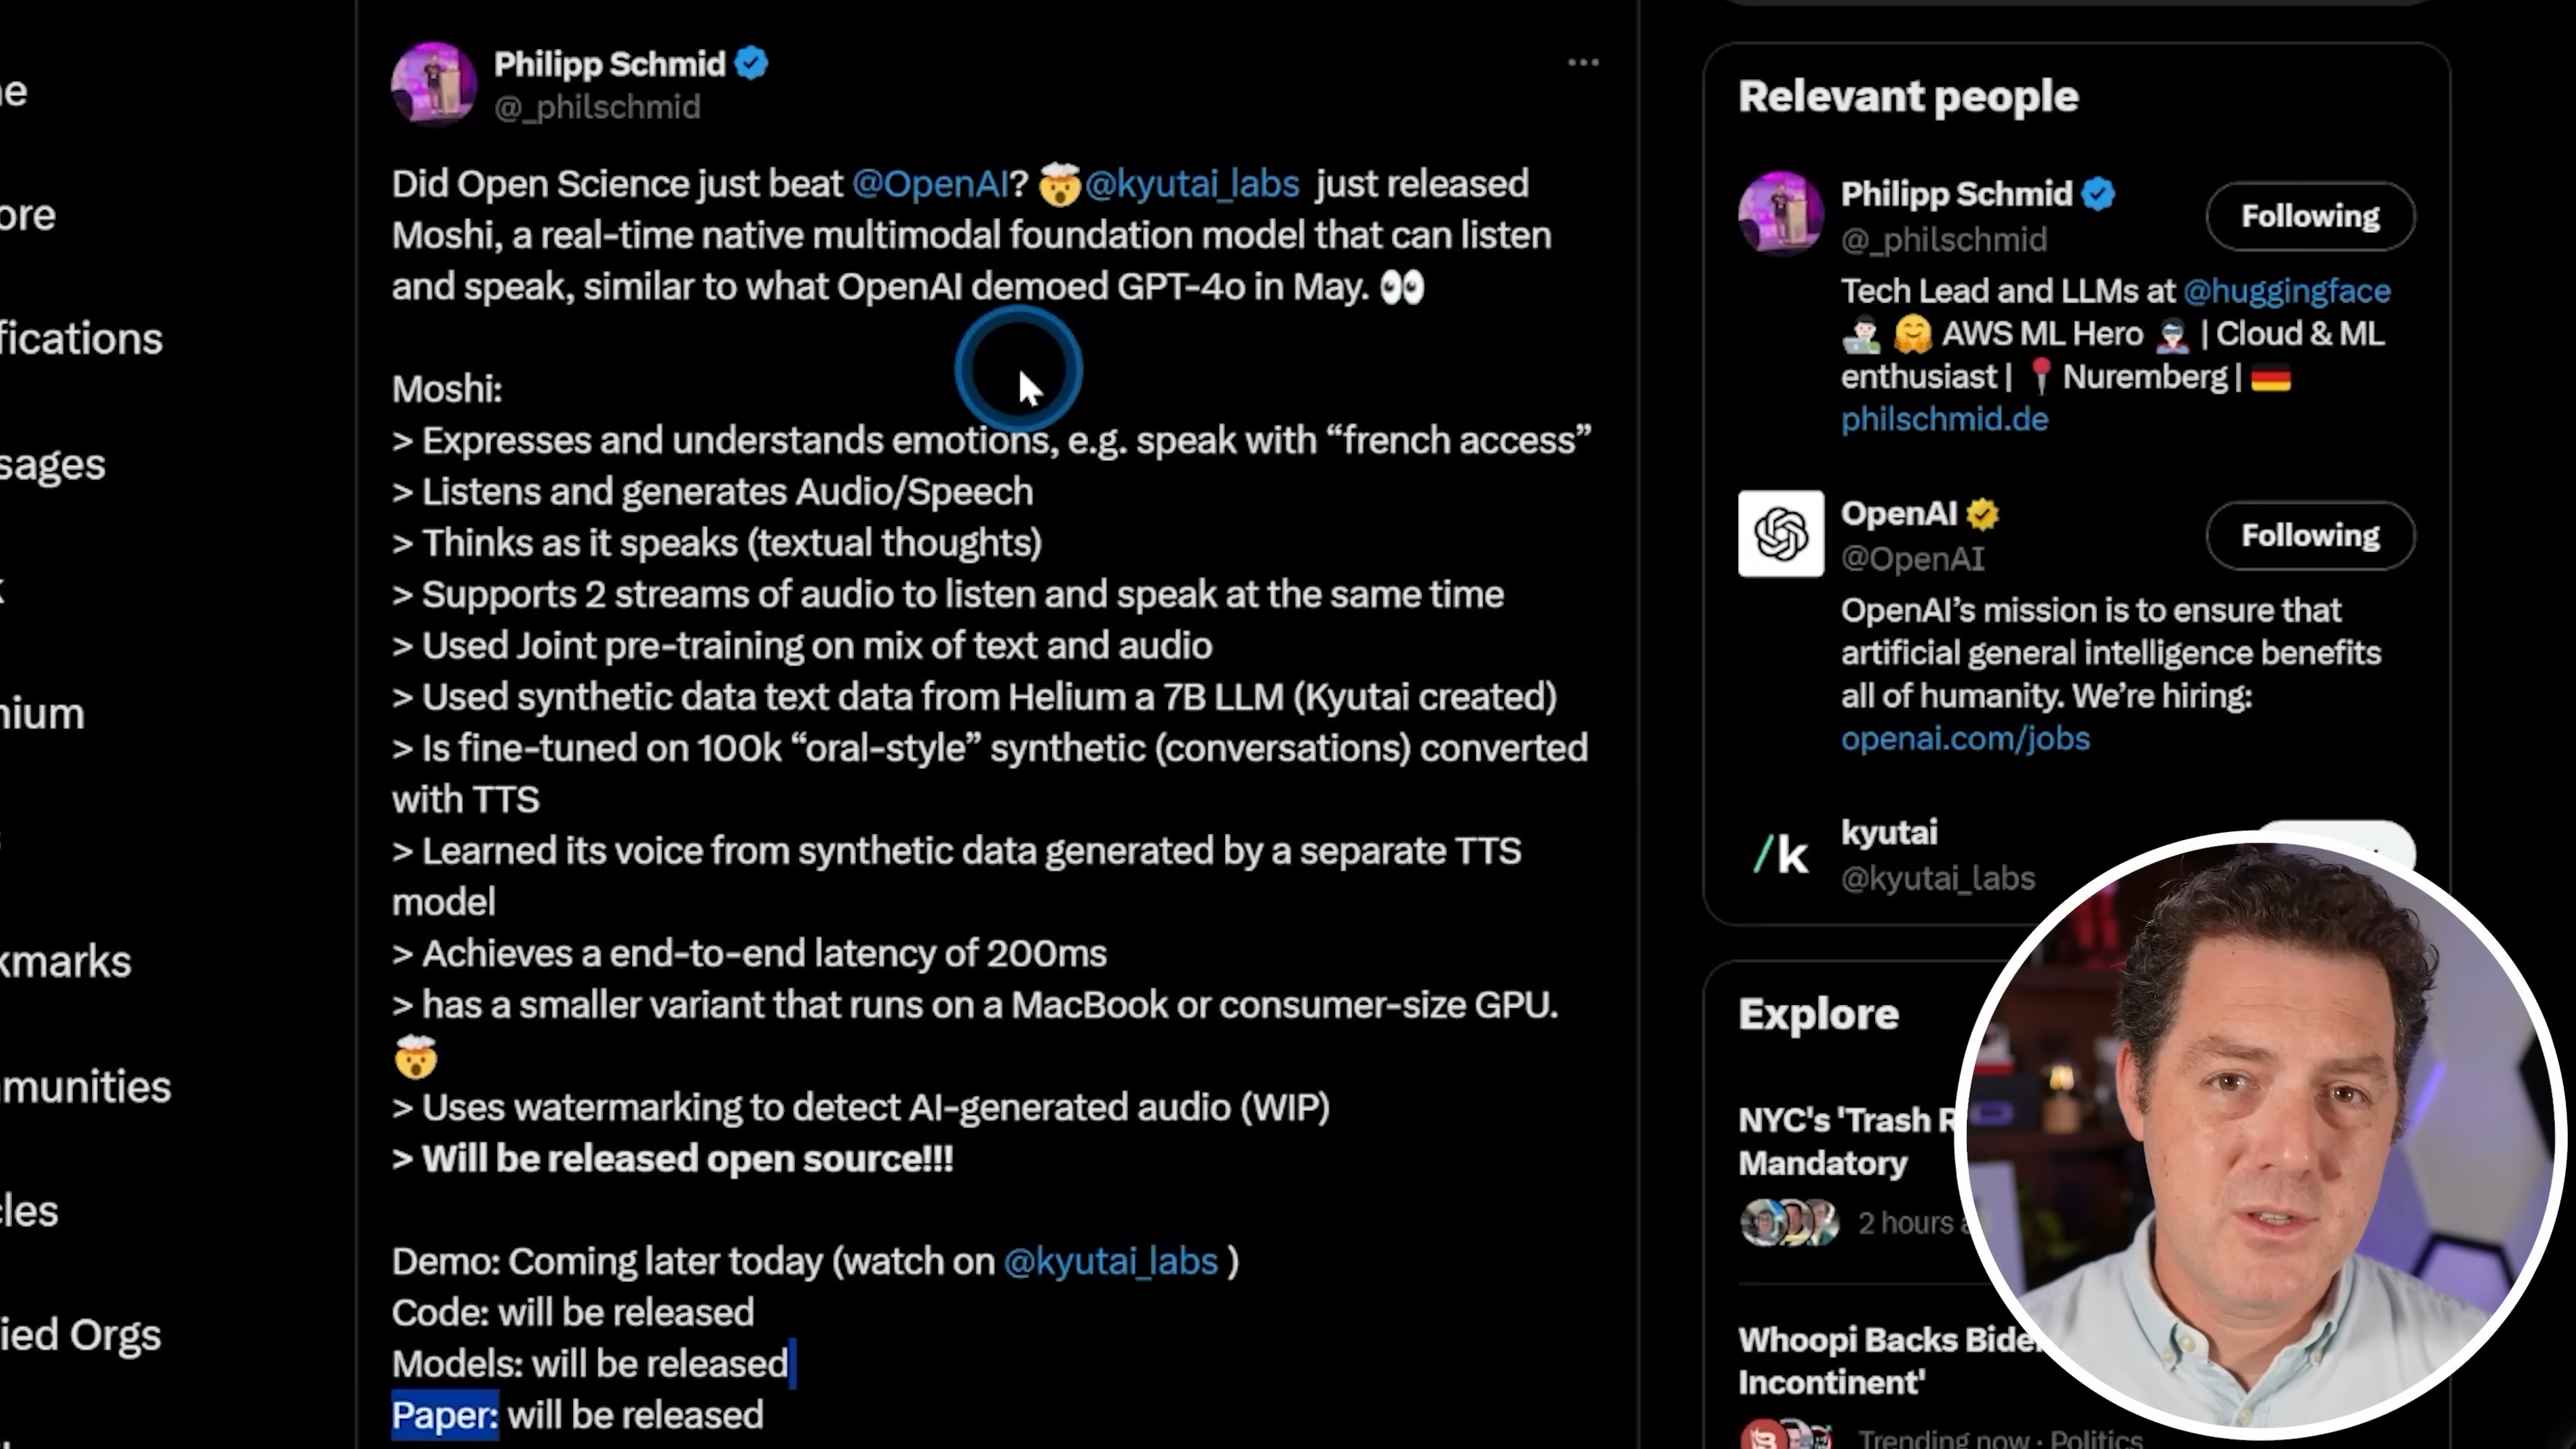 ne
ore
fications
sages
k
nium
s
kmarks
mmunities
cles
fied Orgs
Philipp Schmid
@_philschmid
Did Open Science just beat @OpenAI? 🤯@kyutai_labs just released
Moshi, a real-time native multimodal foundation model that can listen
and speak, similar to what OpenAI demoed GPT-4o in May. 👀
Moshi:
> Expresses and understands emotions, e.g. speak with “french access”
> Listens and generates Audio/Speech
> Thinks as it speaks (textual thoughts)
> Supports 2 streams of audio to listen and speak at the same time
> Used Joint pre-training on mix of text and audio
> Used synthetic data text data from Helium a 7B LLM (Kyutai created)
> Is fine-tuned on 100k “oral-style” synthetic (conversations) converted
with TTS
> Learned its voice from synthetic data generated by a separate TTS
model
> Achieves a end-to-end latency of 200ms
> has a smaller variant that runs on a MacBook or consumer-size GPU.
🤯
> Uses watermarking to detect AI-generated audio (WIP)
> Will be released open source!!!
Demo: Coming later today (watch on @kyutai_labs )
Code: will be released
Models: will be released
Paper: will be released
Relevant people
Philipp Schmid
Following
@_philschmid
Tech Lead and LLMs at @huggingface
👨🏻‍💻 🤗 AWS ML Hero 🦸🏻 | Cloud & ML
enthusiast | 📍 Nuremberg | 🇩🇪
philschmid.de
OpenAI
Following
@OpenAI
OpenAI’s mission is to ensure that
artificial general intelligence benefits
all of humanity. We’re hiring:
openai.com/jobs
/k
kyutai
@kyutai_labs
Explore
NYC's 'Trash R
Mandatory
2 hours a
Whoopi Backs Bide
Incontinent'
Trending now · Politics